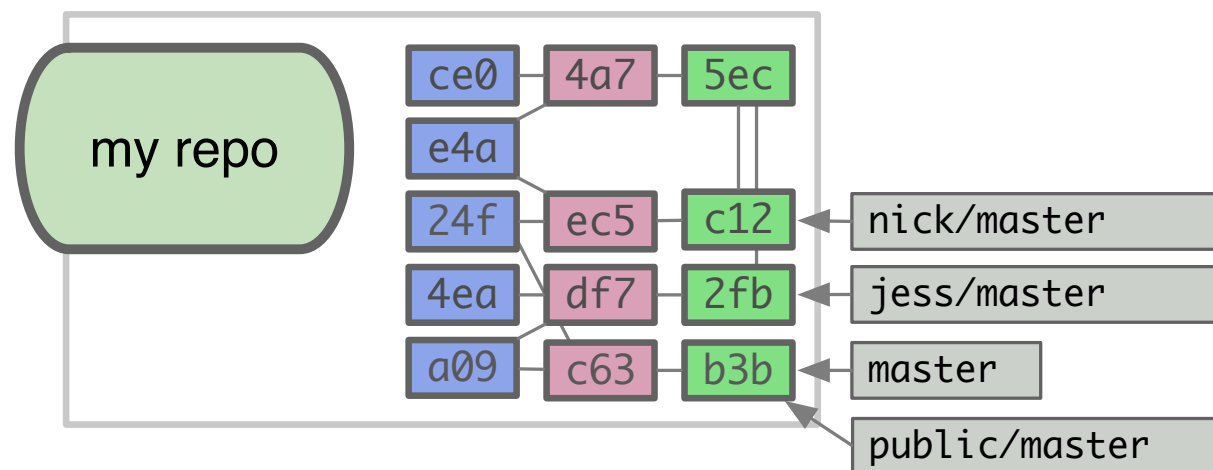 my repo
ce0 4a7 5ec
e4a
24f ec5 c12 nick/master
4ea df7 2fb jess/master
a09 c63 b3b master
public/master